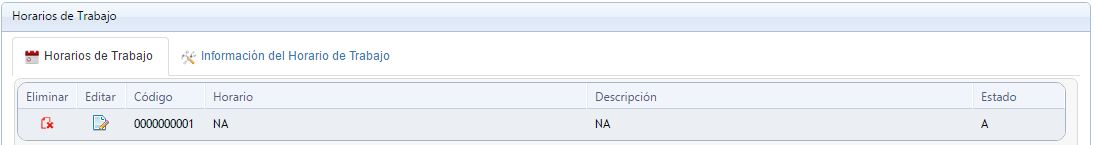 Horarios de Trabajo
Horarios de Trabajo Información del Horario de Trabajo
Eliminar Editar Código Horario Descripción Estado
0000000001 NA NA A